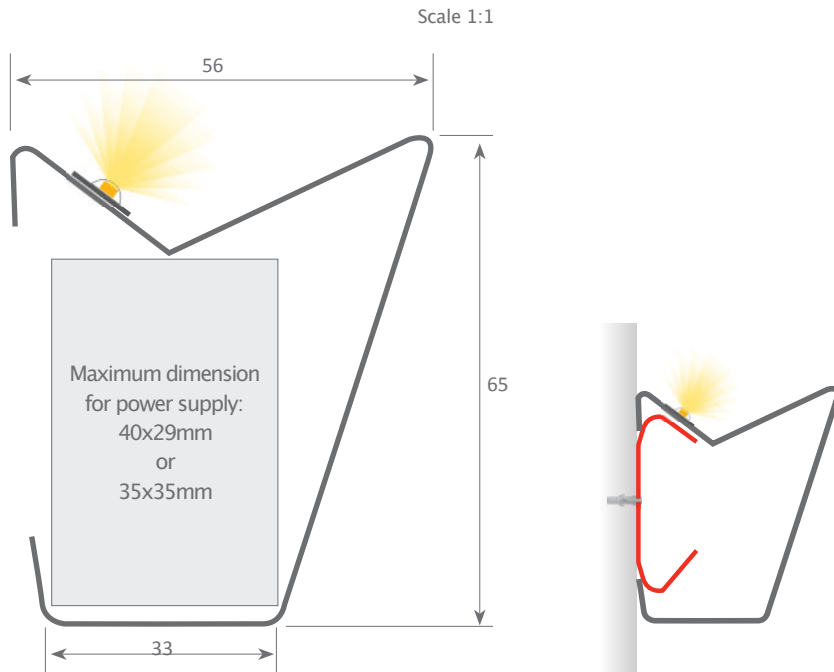 Scale 1:1
56
Maximum dimension
for power supply:
40x29mm
or
35x35mm
65
33